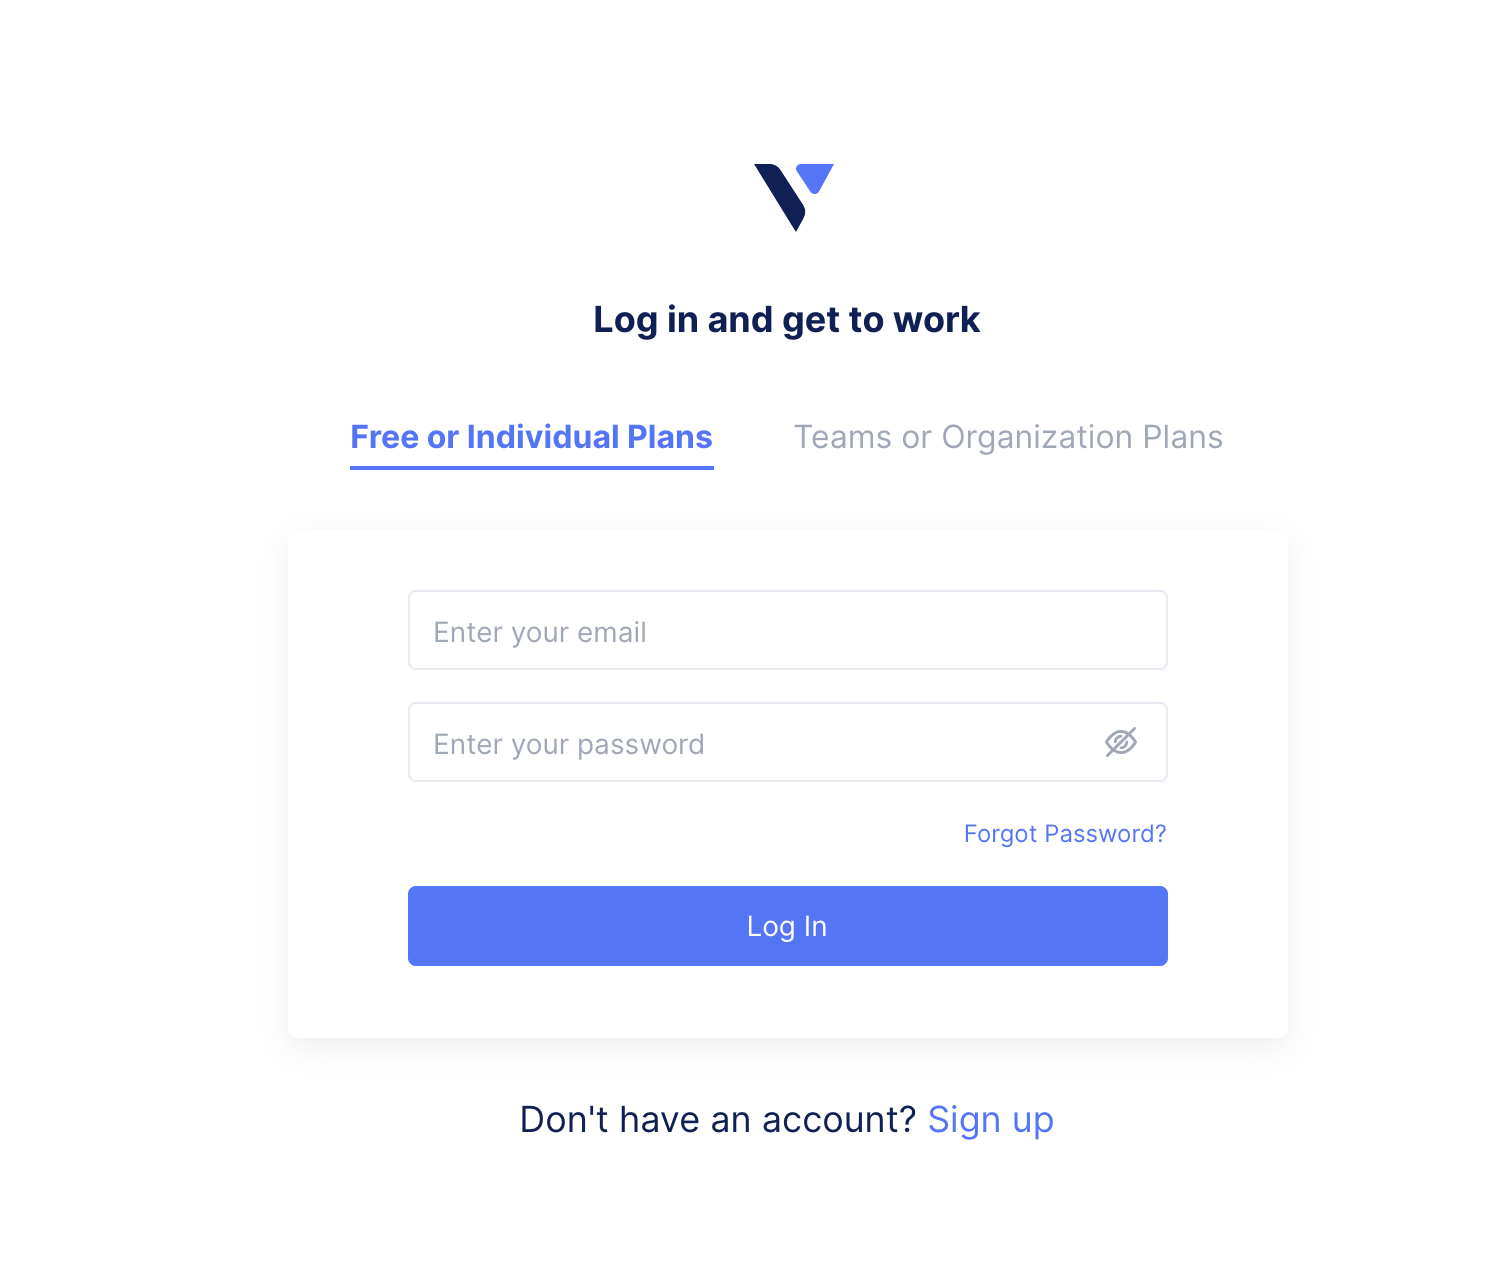 Log in and get to work
Free or Individual Plans
Teams or Organization Plans
Enter your email
Enter your password
Forgot Password?
Log In
Don't have an account? Sign up